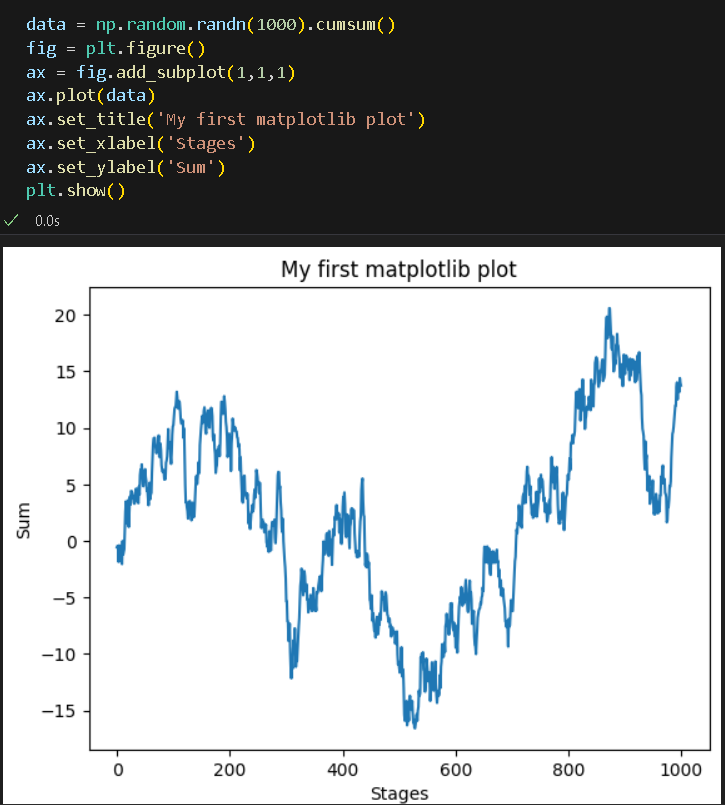 data = np.random.randn(1000).cumsum()
fig = plt.figure()
ax = fig.add_subplot(1,1,1)
ax.plot(data)
ax.set_title('My first matplotlib plot')
ax.set_xlabel('Stages')
ax.set_ylabel('Sum')
plt.show()
0.0s
My first matplotlib plot
20
15
10
5
0
−5
−10
−15
Sum
0 200 400 600 800 1000
Stages